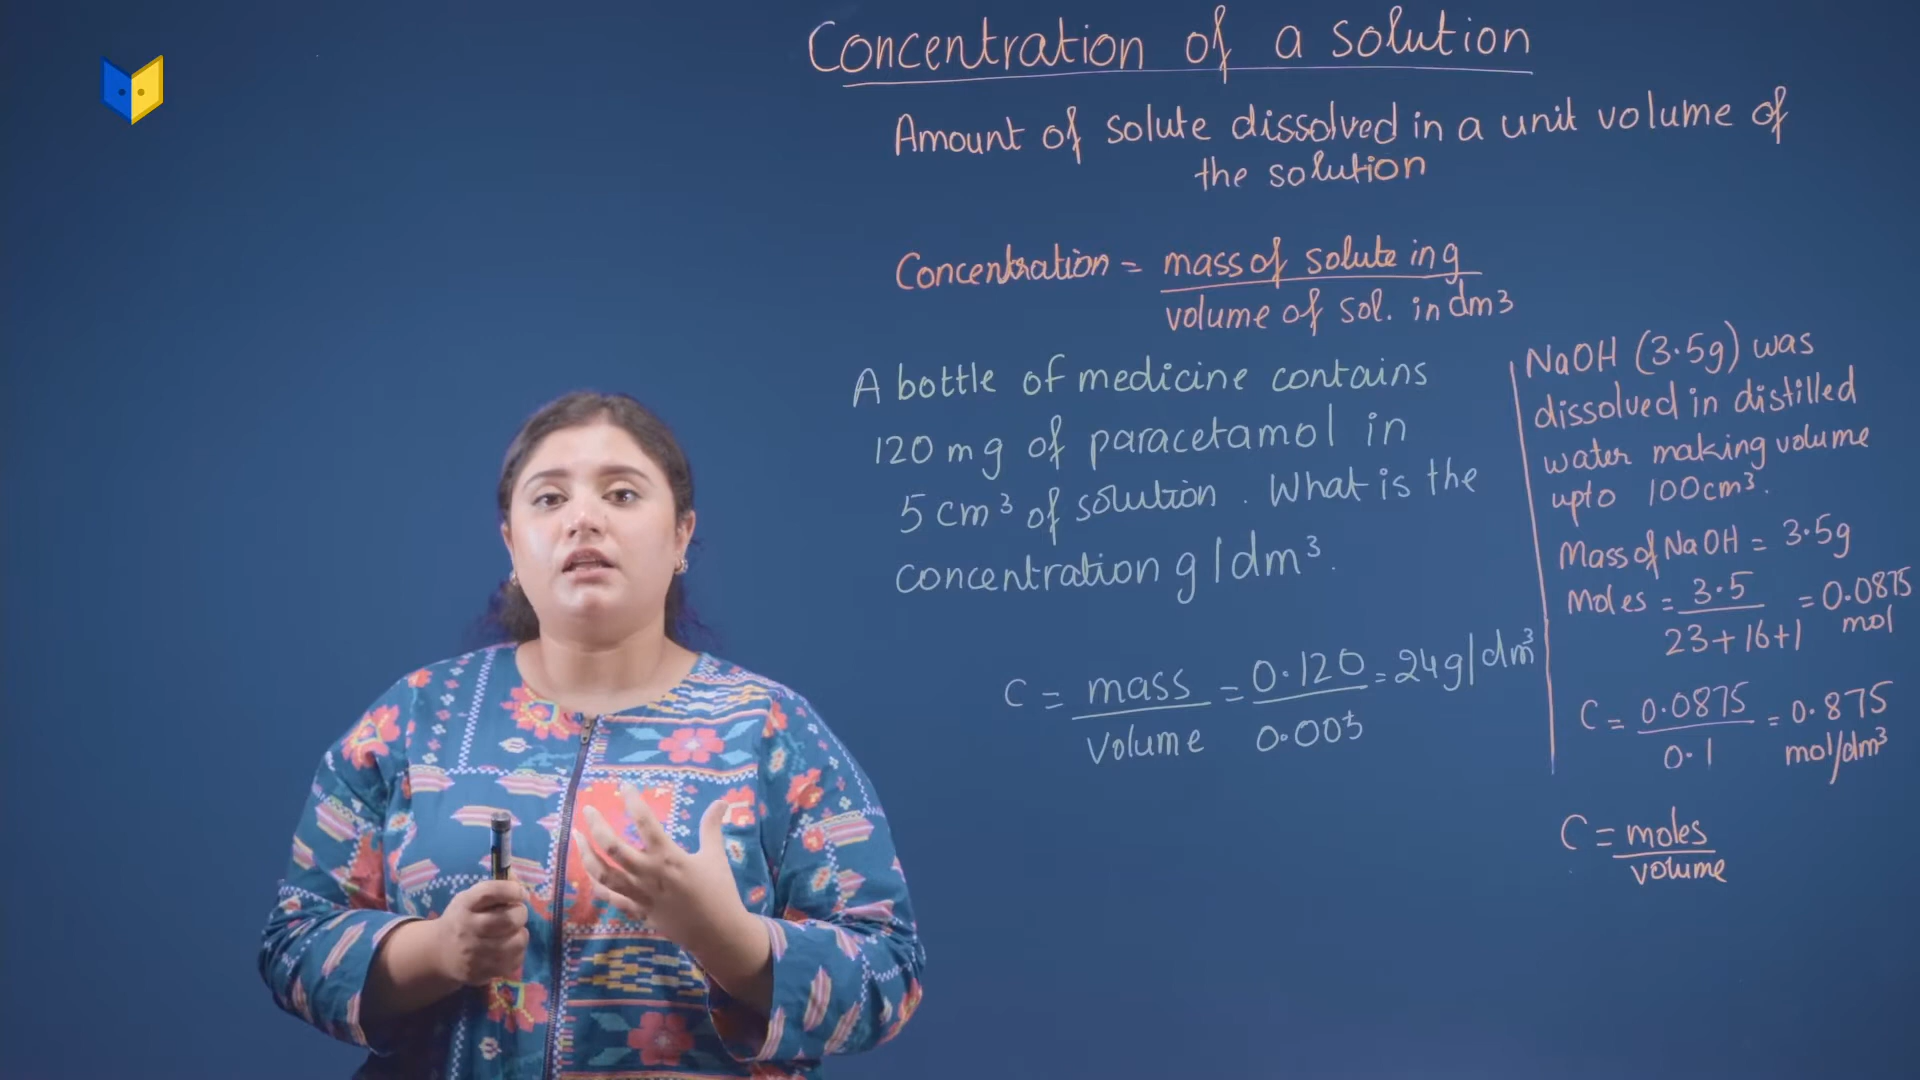 Concentration of a solution
Amount of solute dissolved in a unit volume of
the solution
Concentration = mass of solute in g
volume of sol. in dm3
A bottle of medicine contains
120 mg of paracetamol in
5 cm³ of solution. What is the
concentration g/dm³.
C = mass = 0.120 = 24g/dm³
Volume 0.005
NaOH (3.5g) was
dissolved in distilled
water making volume
upto 100cm³.
Mass of NaOH = 3.5g
Moles = 3.5 = 0.0875
23+16+1 mol
C = 0.0875 = 0.875
0.1 mol/dm³
C = moles
volume